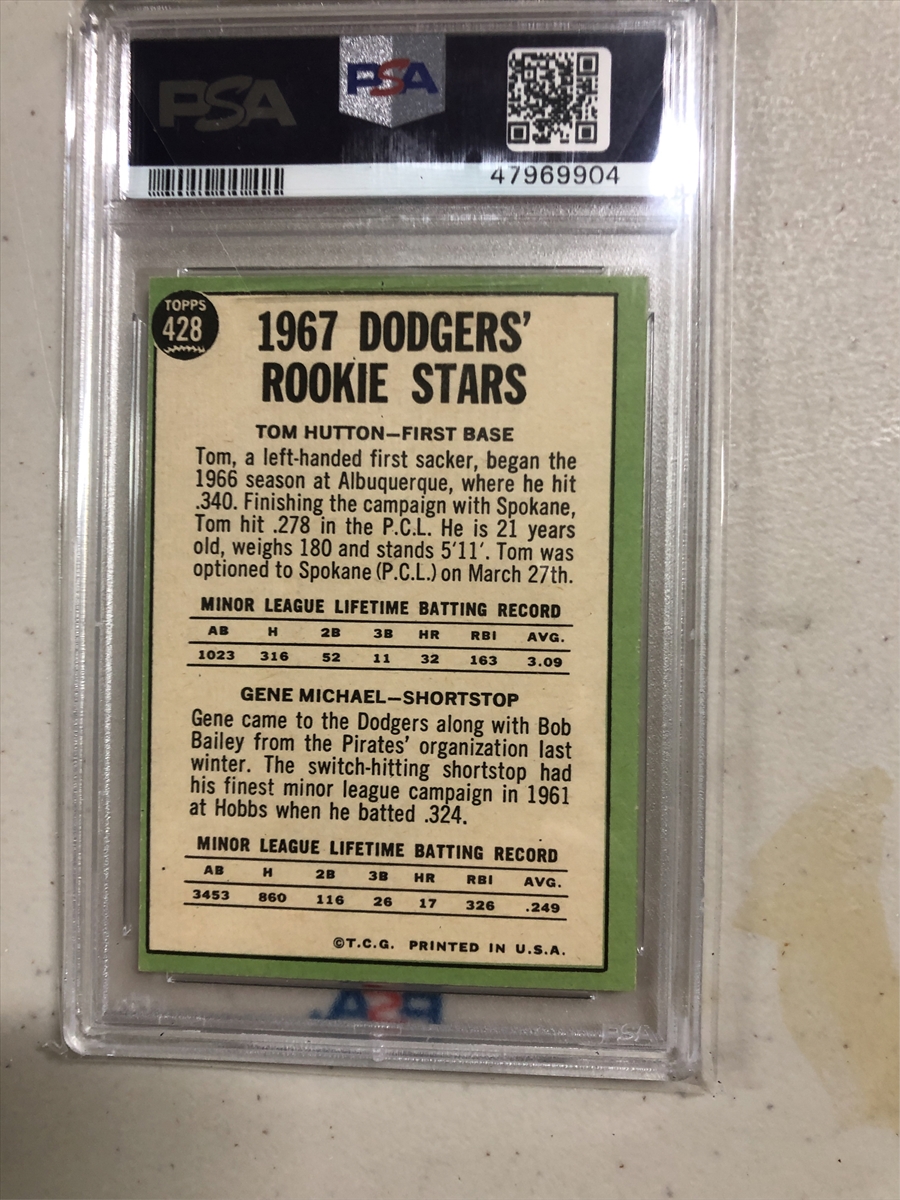 PSA PSA
47969904
TOPPS
428
1967 DODGERS'
ROOKIE STARS
TOM HUTTON—FIRST BASE
Tom, a left-handed first sacker, began the
1966 season at Albuquerque, where he hit
.340. Finishing the campaign with Spokane,
Tom hit .278 in the P.C.L. He is 21 years
old, weighs 180 and stands 5'11'. Tom was
optioned to Spokane (P.C.L.) on March 27th.
MINOR LEAGUE LIFETIME BATTING RECORD
AB H 2B 3B HR RBI AVG.
1023 316 52 11 32 163 3.09
GENE MICHAEL—SHORTSTOP
Gene came to the Dodgers along with Bob
Bailey from the Pirates' organization last
winter. The switch-hitting shortstop had
his finest minor league campaign in 1961
at Hobbs when he batted .324.
MINOR LEAGUE LIFETIME BATTING RECORD
AB H 2B 3B HR RBI AVG.
3453 860 116 26 17 326 .249
©T.C.G. PRINTED IN U.S.A.
PSA
PSA